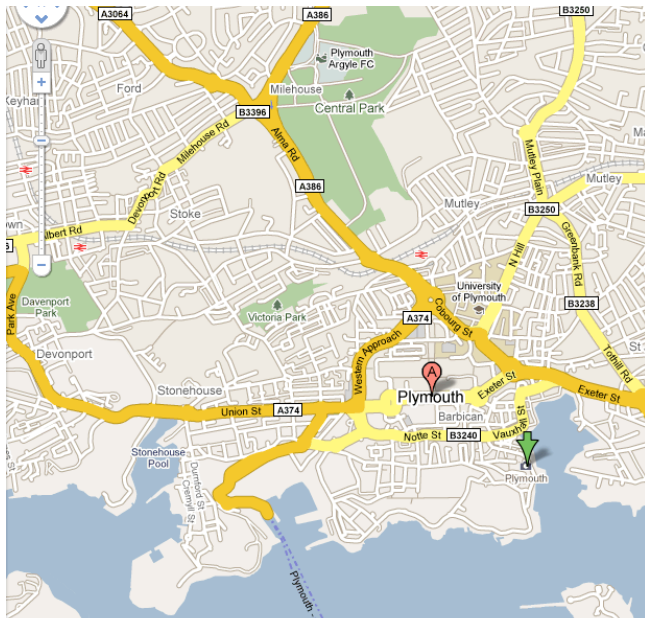 A3064
A386
B3250
Plymouth
Argyle FC
Ford
Milehouse
Keyham
B3396
Central Park
Milehouse Rd
Alma Rd
Mutley Plain
A386
Mutley
Devonport Rd
Stoke
B3250
Mutley
Albert Rd
N Hill
Greenbank Rd
University
of Plymouth
B3238
Park Ave
Davenport
Park
Victoria Park
A374
Cobourg St
Western Approach
Tothill Rd
St
Devonport
A
Stonehouse
Plymouth
Exeter St
Exeter St
Union St
A374
Barbican
Notte St
B3240
Vauxhall St
Stonehouse
Pool
Plymouth
Durnford St
Cremyll St
Plymouth -